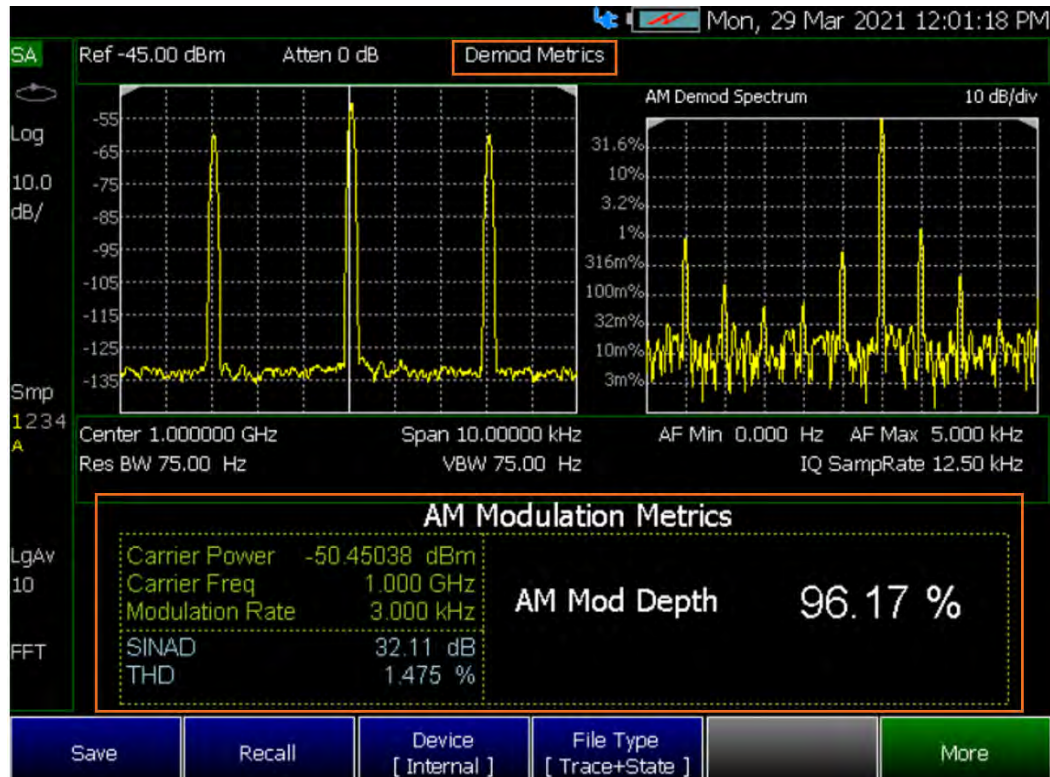 Mon, 29 Mar 2021 12:01:18 PM
SA
Ref -45.00 dBm Atten 0 dB Demod Metrics
Log
10.0
dB/
-55
-65
-75
-85
-95
-105
-115
-125
-135
AM Demod Spectrum 10 dB/div
31.6%
10%
3.2%
1%
316m%
100m%
32m%
10m%
3m%
Smp
1234
A
Center 1.000000 GHz Span 10.00000 kHz AF Min 0.000 Hz AF Max 5.000 kHz
Res BW 75.00 Hz VBW 75.00 Hz IQ SampRate 12.50 kHz
AM Modulation Metrics
LgAv
10
FFT
Carrier Power -50.45038 dBm
Carrier Freq 1.000 GHz
Modulation Rate 3.000 kHz
SINAD 32.11 dB
THD 1.475 %
AM Mod Depth 96.17 %
Save Recall Device File Type More
[ Internal ] [ Trace+State ]